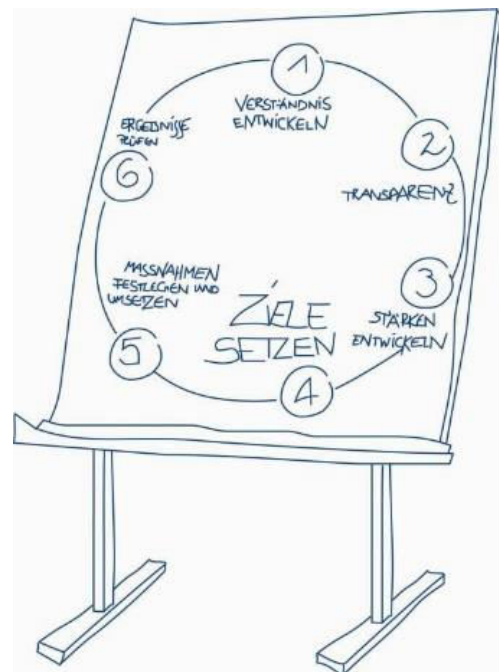 1
VERSTÄNDNIS
ENTWICKELN
2
TRANSPARENZ
3
STÄRKEN
ENTWICKELN
4
ZIELE
SETZEN
5
MASSNAHMEN
FESTLEGEN UND
UMSETZEN
6
ERGEBNISSE
PRÜFEN